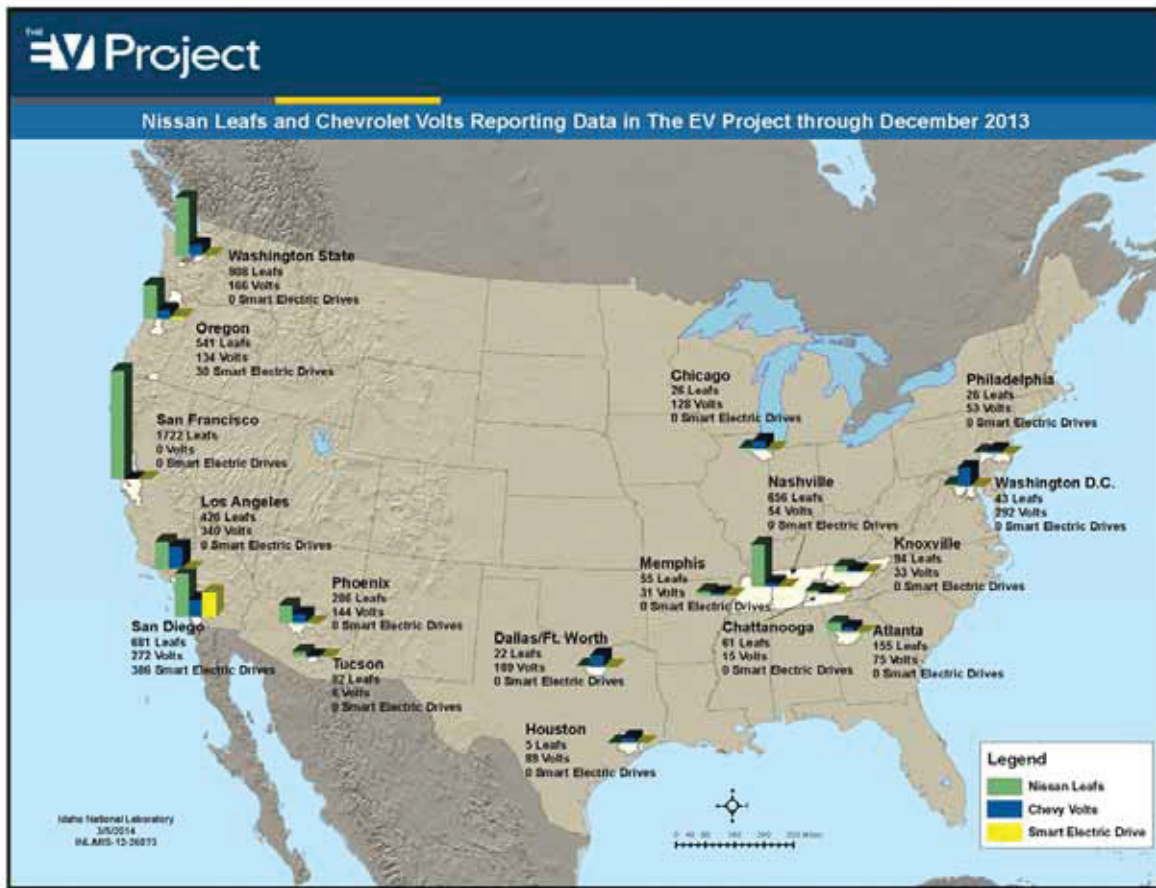 THE
EV Project
Nissan Leafs and Chevrolet Volts Reporting Data in The EV Project through December 2013
Washington State
908 Leafs
166 Volts
0 Smart Electric Drives
Oregon
541 Leafs
134 Volts
30 Smart Electric Drives
San Francisco
1722 Leafs
0 Volts
0 Smart Electric Drives
Los Angeles
426 Leafs
340 Volts
0 Smart Electric Drives
San Diego
681 Leafs
272 Volts
386 Smart Electric Drives
Phoenix
286 Leafs
144 Volts
0 Smart Electric Drives
Tucson
82 Leafs
6 Volts
0 Smart Electric Drives
Dallas/Ft. Worth
22 Leafs
189 Volts
0 Smart Electric Drives
Houston
5 Leafs
89 Volts
0 Smart Electric Drives
Chicago
26 Leafs
128 Volts
0 Smart Electric Drives
Philadelphia
26 Leafs
53 Volts
0 Smart Electric Drives
Washington D.C.
43 Leafs
292 Volts
0 Smart Electric Drives
Nashville
656 Leafs
54 Volts
0 Smart Electric Drives
Knoxville
94 Leafs
33 Volts
0 Smart Electric Drives
Memphis
55 Leafs
31 Volts
0 Smart Electric Drives
Chattanooga
61 Leafs
15 Volts
0 Smart Electric Drives
Atlanta
155 Leafs
75 Volts
0 Smart Electric Drives
Legend
Nissan Leafs
Chevy Volts
Smart Electric Drive
Idaho National Laboratory
3/5/2014